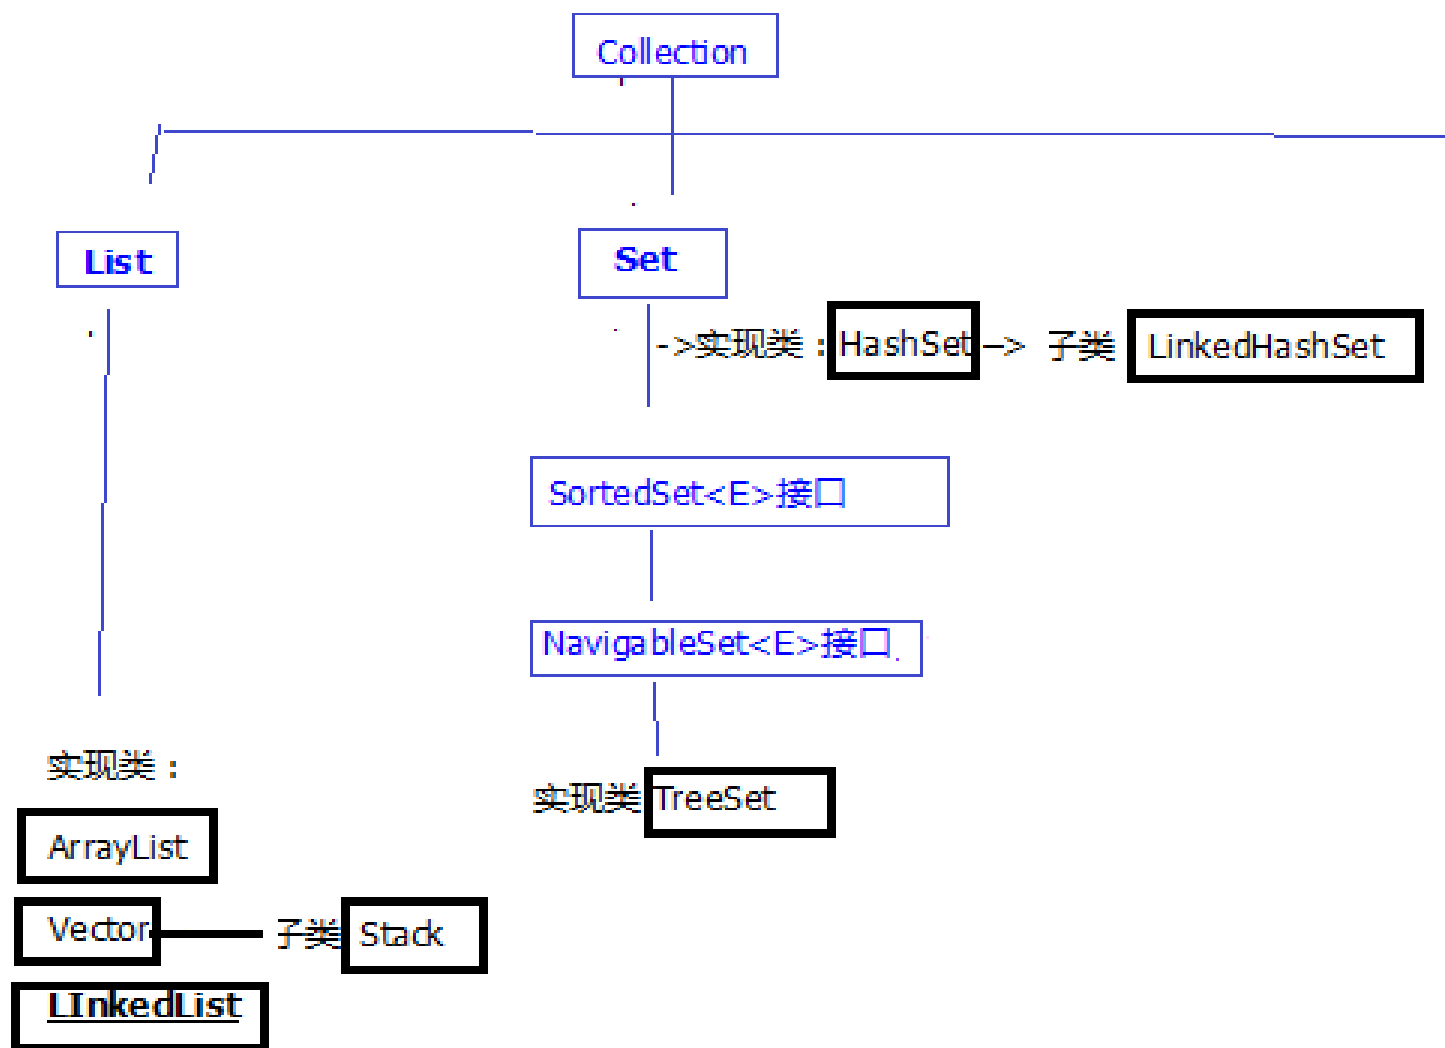 Collection
List
Set
->实现类：HashSet —> 子类 LinkedHashSet
SortedSet<E>接口
NavigableSet<E>接口
实现类：
实现类 TreeSet
ArrayList
Vector 子类 Stack
LInkedList